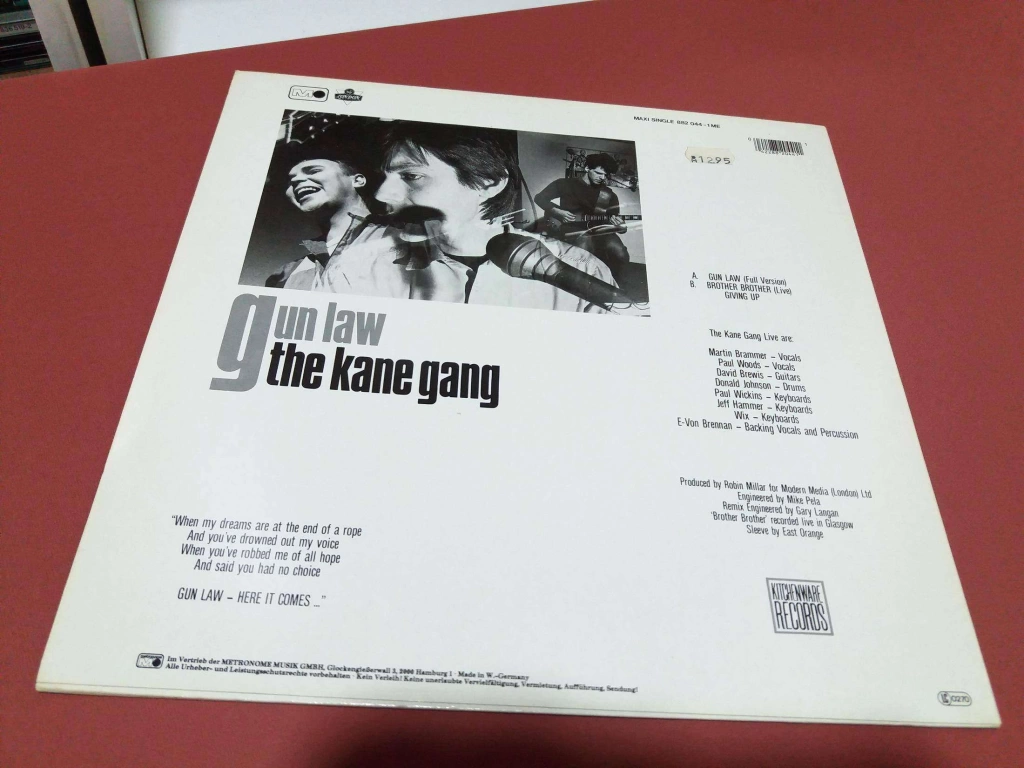 LONDON
MAXI SINGLE 882 044-1 ME
1295
A. GUN LAW (Full Version)
B. BROTHER BROTHER (Live)
GIVING UP
gun law
the kane gang
The Kane Gang Live are:
Martin Brammer – Vocals
Paul Woods – Vocals
David Brewis – Guitars
Donald Johnson – Drums
Paul Wickins – Keyboards
Jeff Hammer – Keyboards
Wix – Keyboards
E-Von Brennan – Backing Vocals and Percussion
Produced by Robin Millar for Modern Media (London) Ltd
Engineered by Mike Pela
Remix Engineered by Gary Langan
'Brother Brother' recorded live in Glasgow
Sleeve by East Orange
"When my dreams are at the end of a rope
And you've drowned out my voice
When you've robbed me of all hope
And said you had no choice
GUN LAW – HERE IT COMES ..."
KITCHENWARE
RECORDS
Im Vertrieb der METRONOME MUSIK GMBH, Glockengießerwall 3, 2000 Hamburg 1 · Made in W.-Germany
Alle Urheber- und Leistungsschutzrechte vorbehalten · Kein Verleih! Keine unerlaubte Vervielfältigung, Vermietung, Aufführung, Sendung!
0270